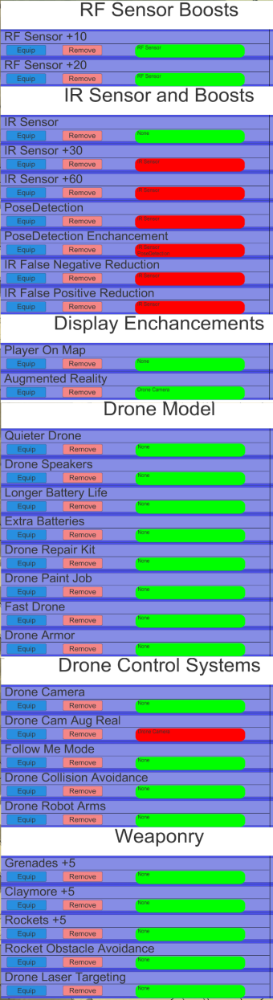 RF Sensor Boosts
RF Sensor +10
Equip Remove RF Sensor
RF Sensor +20
Equip Remove RF Sensor
IR Sensor and Boosts
IR Sensor
Equip Remove None
IR Sensor +30
Equip Remove IR Sensor
IR Sensor +60
Equip Remove IR Sensor
PoseDetection
Equip Remove IR Sensor
PoseDetection Enchancement
Equip Remove IR Sensor
PoseDetection
IR False Negative Reduction
Equip Remove IR Sensor
IR False Positive Reduction
Equip Remove IR Sensor
Display Enchancements
Player On Map
Equip Remove None
Augmented Reality
Equip Remove Drone Camera
Drone Model
Quieter Drone
Equip Remove None
Drone Speakers
Equip Remove None
Longer Battery Life
Equip Remove None
Extra Batteries
Equip Remove None
Drone Repair Kit
Equip Remove None
Drone Paint Job
Equip Remove None
Fast Drone
Equip Remove None
Drone Armor
Equip Remove None
Drone Control Systems
Drone Camera
Equip Remove None
Drone Cam Aug Real
Equip Remove Drone Camera
Follow Me Mode
Equip Remove None
Drone Collision Avoidance
Equip Remove None
Drone Robot Arms
Equip Remove None
Weaponry
Grenades +5
Equip Remove None
Claymore +5
Equip Remove None
Rockets +5
Equip Remove None
Rocket Obstacle Avoidance
Equip Remove None
Drone Laser Targeting
Equip Remove None